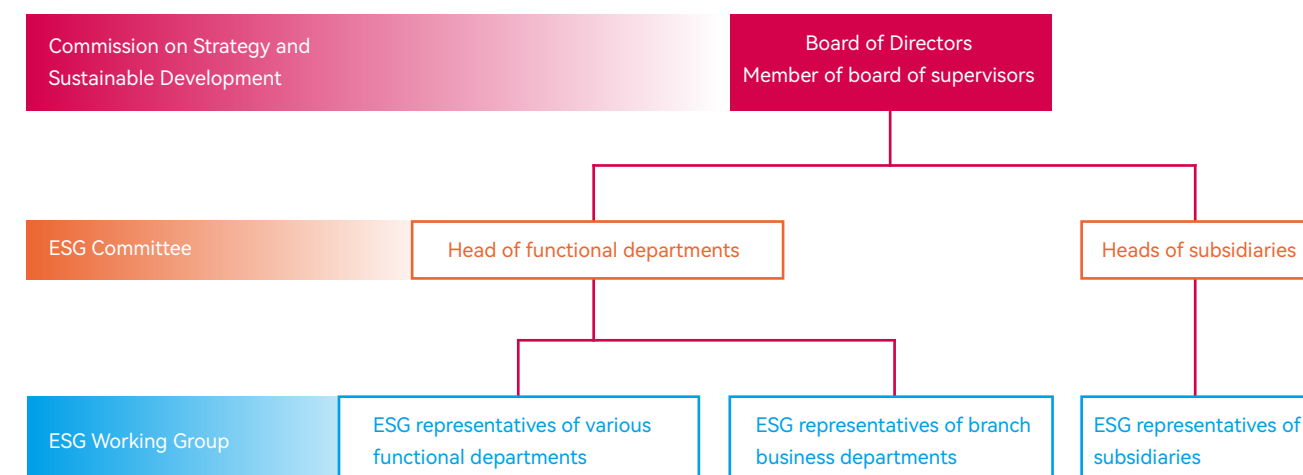 Commission on Strategy and
Sustainable Development
Board of Directors
Member of board of supervisors
ESG Committee
Head of functional departments
Heads of subsidiaries
ESG Working Group
ESG representatives of various
functional departments
ESG representatives of branch
business departments
ESG representatives of
subsidiaries